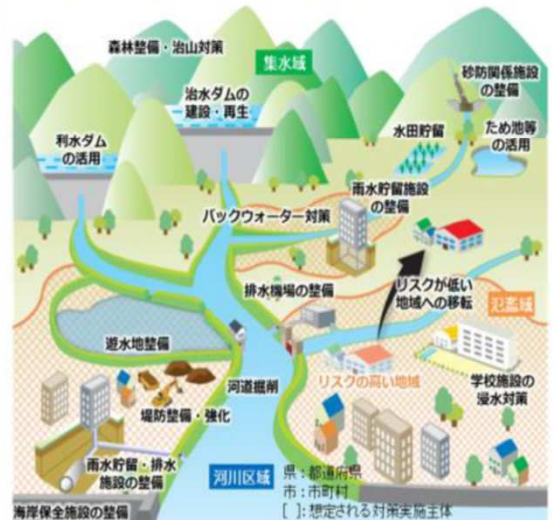 森林整備・治山対策
集水域
砂防関係施設
の整備
治水ダムの
建設・再生
水田貯留
ため池等
の活用
利水ダム
の活用
雨水貯留施設
の整備
バックウォーター対策
排水機場の整備
リスクが低い
地域への移転
氾濫域
遊水地整備
リスクの高い地域
学校施設の
浸水対策
河道掘削
堤防整備・強化
雨水貯留・排水
施設の整備
河川区域
県:都道府県
市:市町村
[ ]:想定される対策実施主体
海岸保全施設の整備